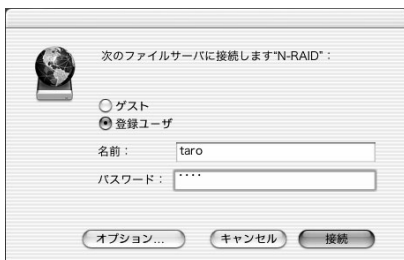 次のファイルサーバに接続します“N-RAID”：
ゲスト
登録ユーザ
名前： taro
パスワード： ････
オプション... キャンセル 接続